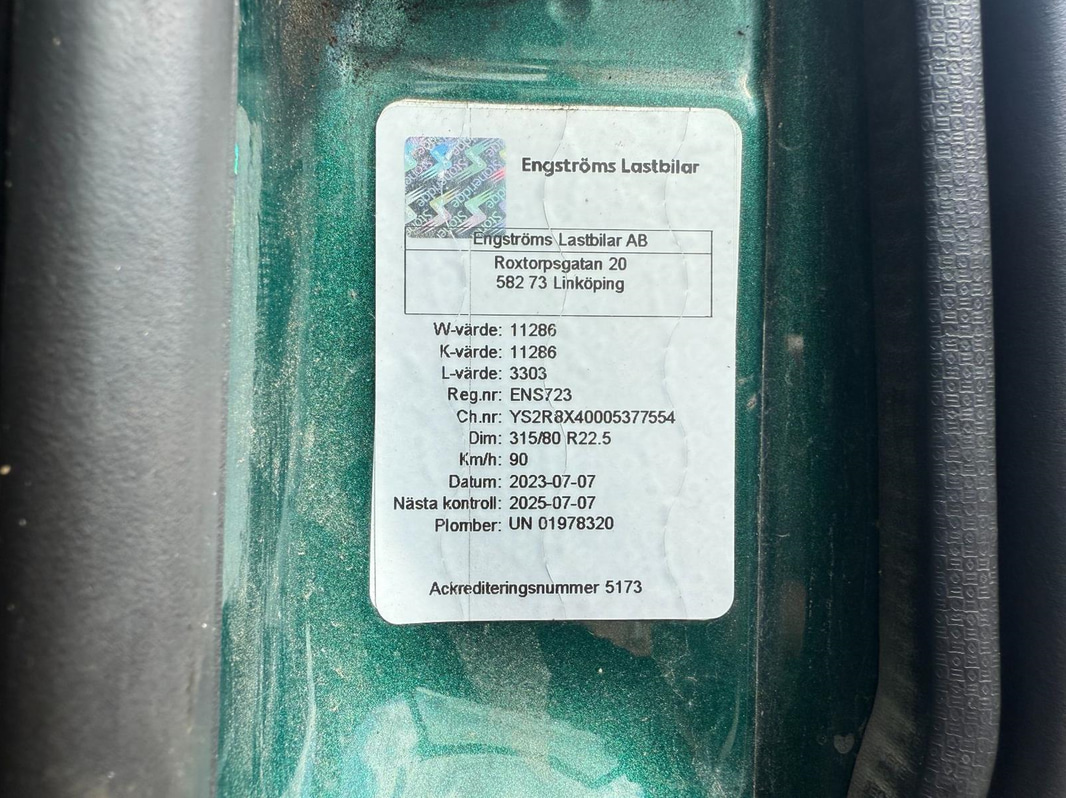 Engströms Lastbilar
Engströms Lastbilar AB
Roxtorpsgatan 20
582 73 Linköping
W-värde: 11286
K-värde: 11286
L-värde: 3303
Reg.nr: ENS723
Ch.nr: YS2R8X40005377554
Dim: 315/80 R22.5
Km/h: 90
Datum: 2023-07-07
Nästa kontroll: 2025-07-07
Plomber: UN 01978320
Ackrediteringsnummer 5173